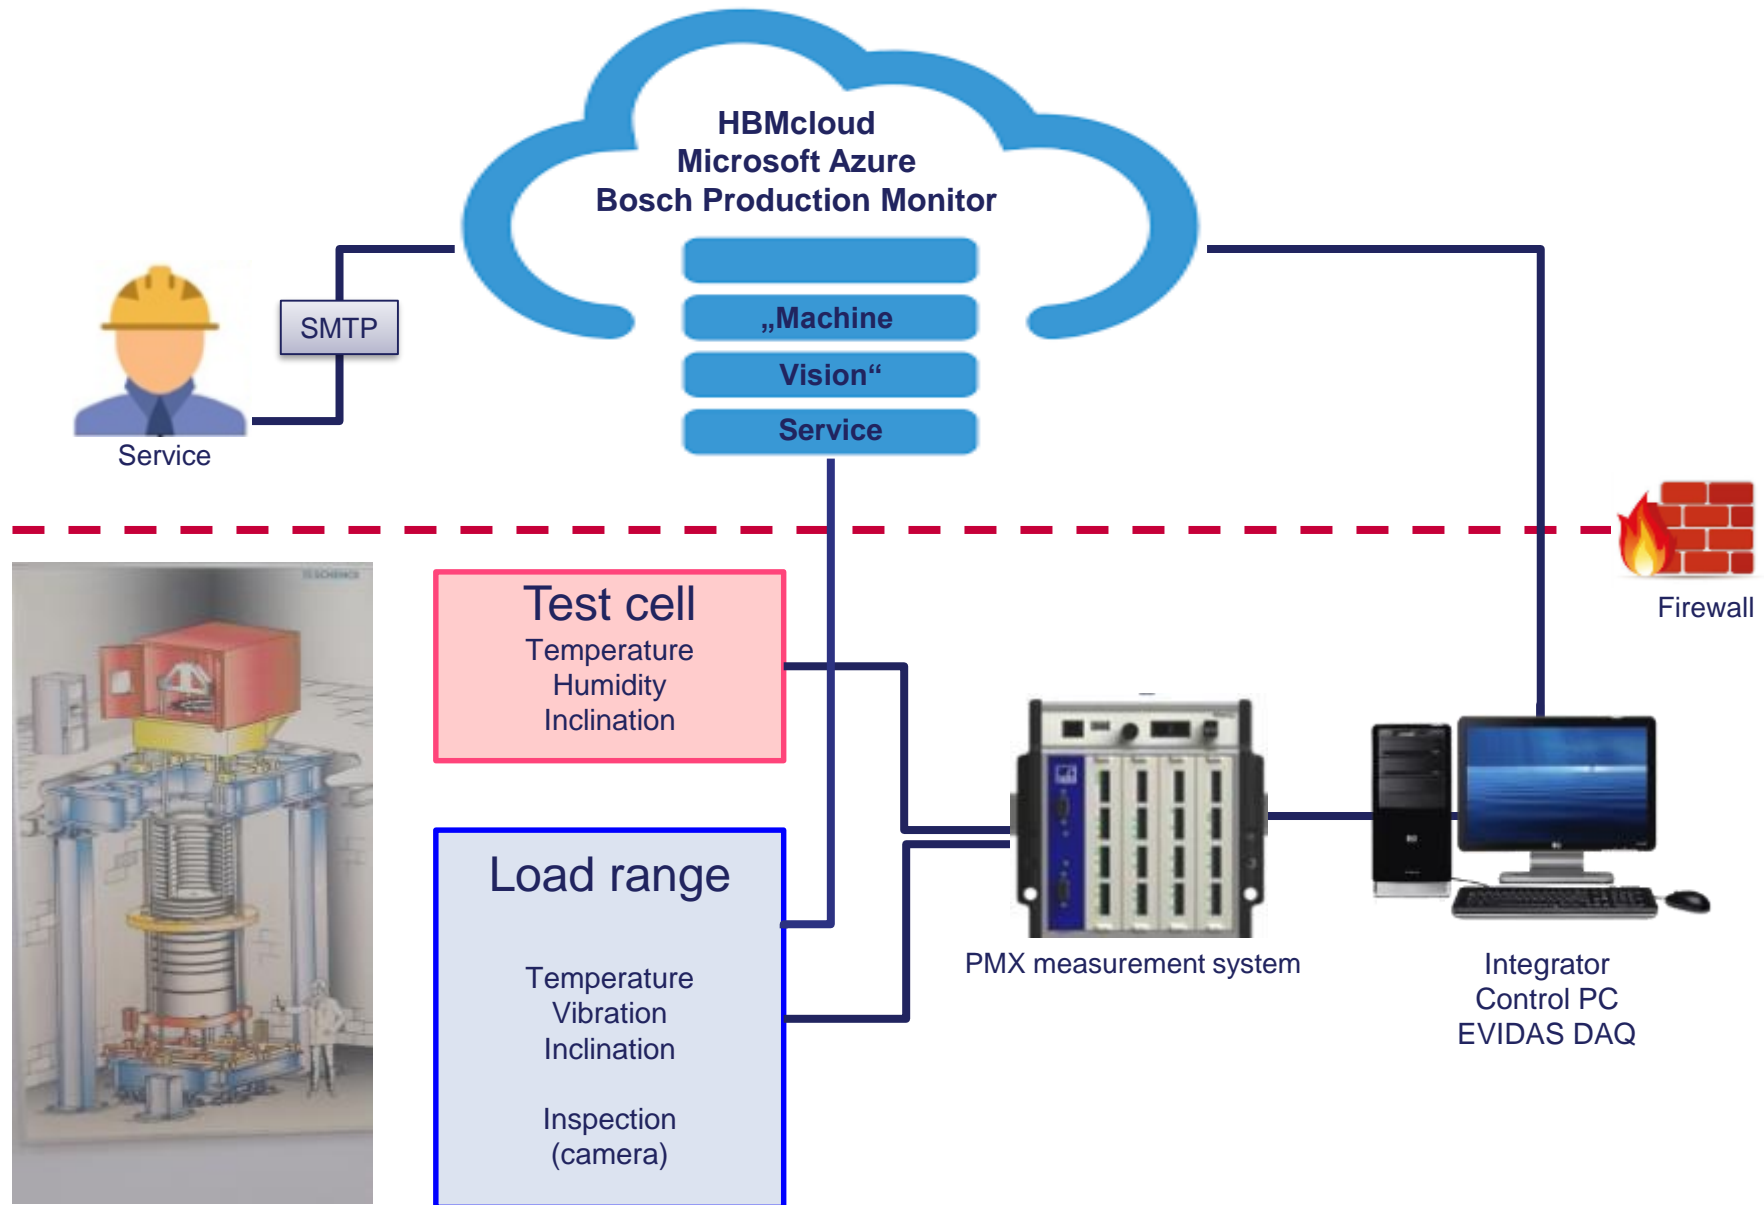 HBMcloud
Microsoft Azure
Bosch Production Monitor
„Machine
Vision“
Service
SMTP
Service
Firewall
SCHENCK
Test cell
Temperature
Humidity
Inclination
Load range
Temperature
Vibration
Inclination
Inspection
(camera)
PMX measurement system
Integrator
Control PC
EVIDAS DAQ